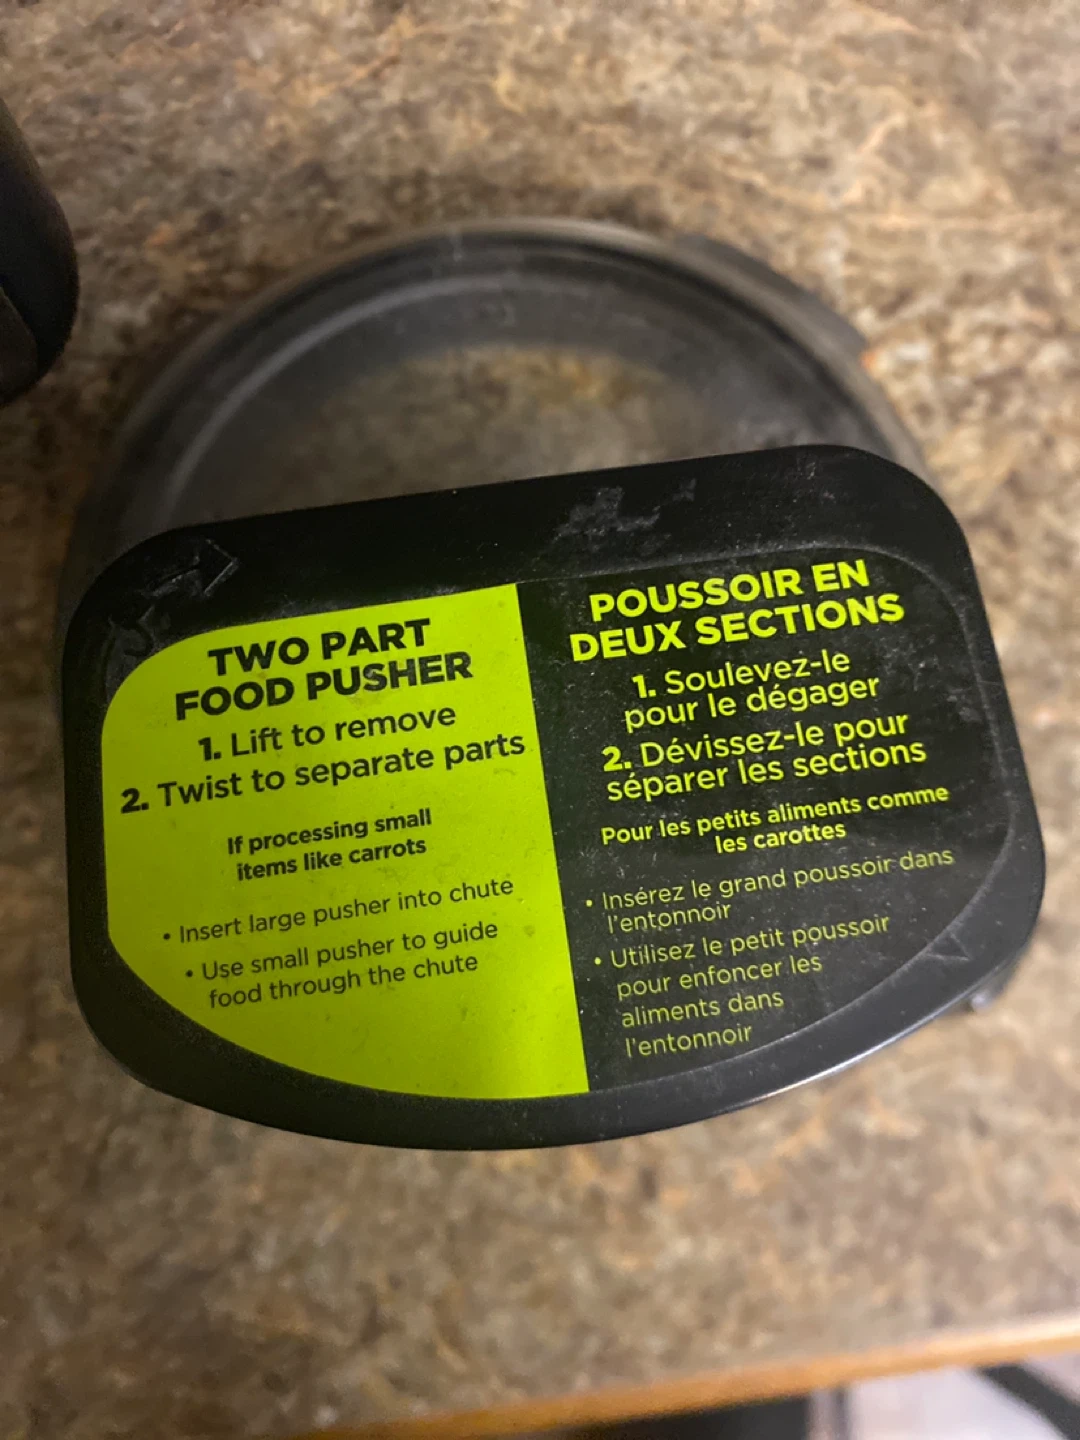 TWO PART
FOOD PUSHER
1. Lift to remove
2. Twist to separate parts
If processing small
items like carrots
• Insert large pusher into chute
• Use small pusher to guide
food through the chute
POUSSOIR EN
DEUX SECTIONS
1. Soulevez-le
pour le dégager
2. Dévissez-le pour
séparer les sections
Pour les petits aliments comme
les carottes
• Insérez le grand poussoir dans
l'entonnoir
• Utilisez le petit poussoir
pour enfoncer les
aliments dans
l'entonnoir